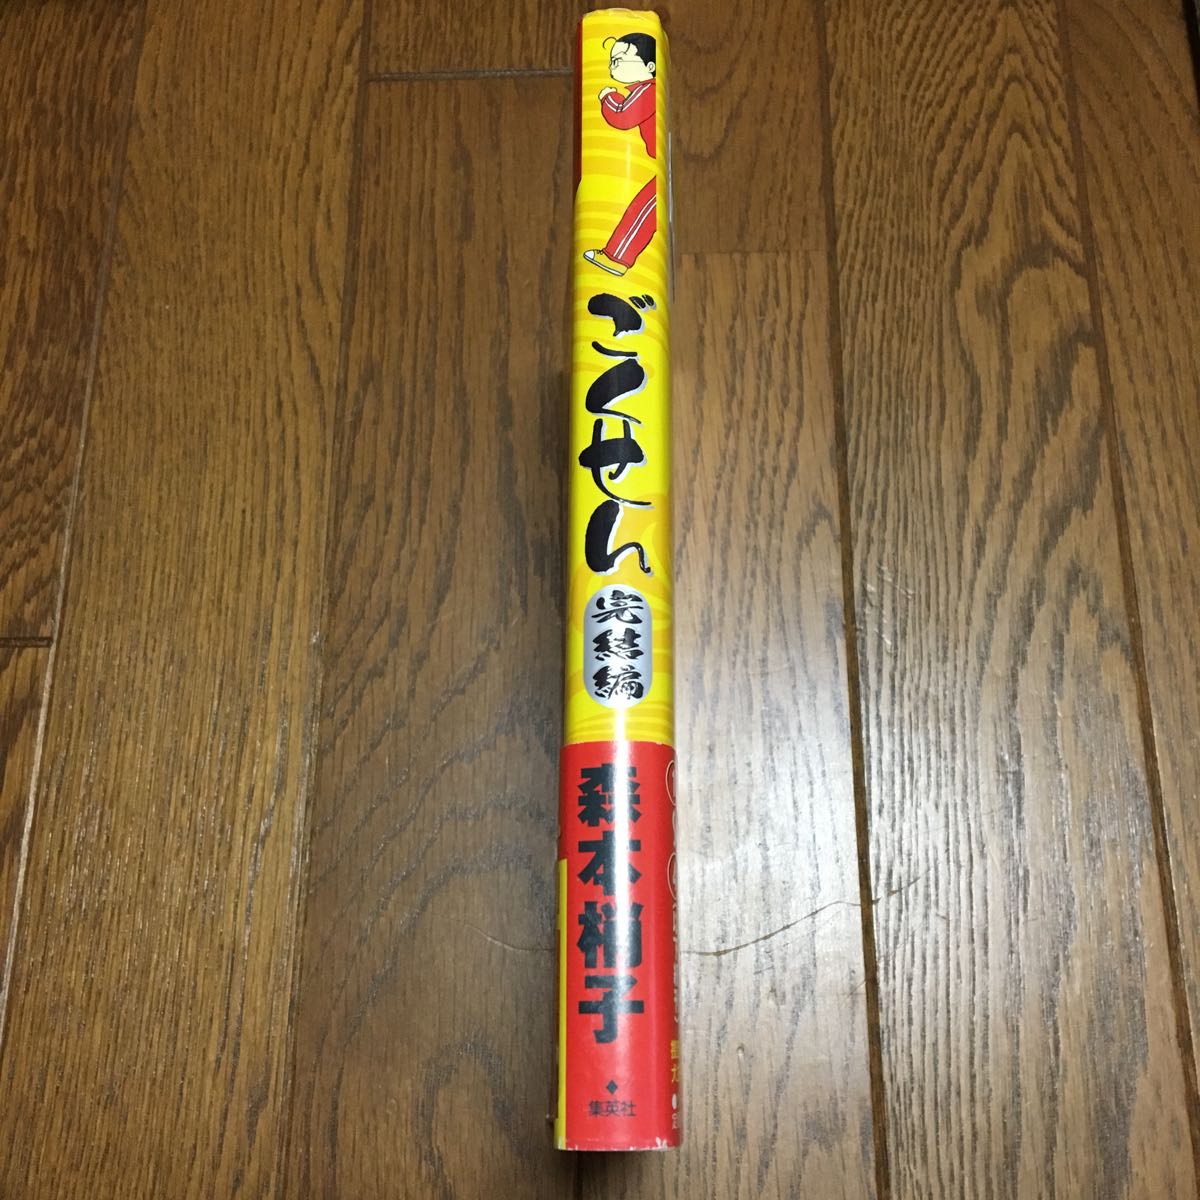 ごくせん
完結編
森本梢子
◆
集英社